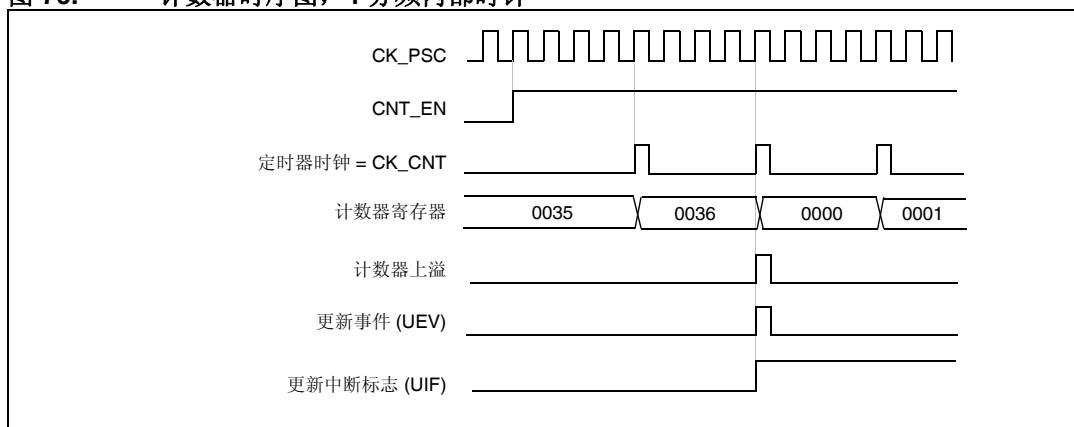 CK_PSC
CNT_EN
定时器时钟 = CK_CNT
计数器寄存器
0035 0036 0000 0001
计数器上溢
更新事件 (UEV)
更新中断标志 (UIF)